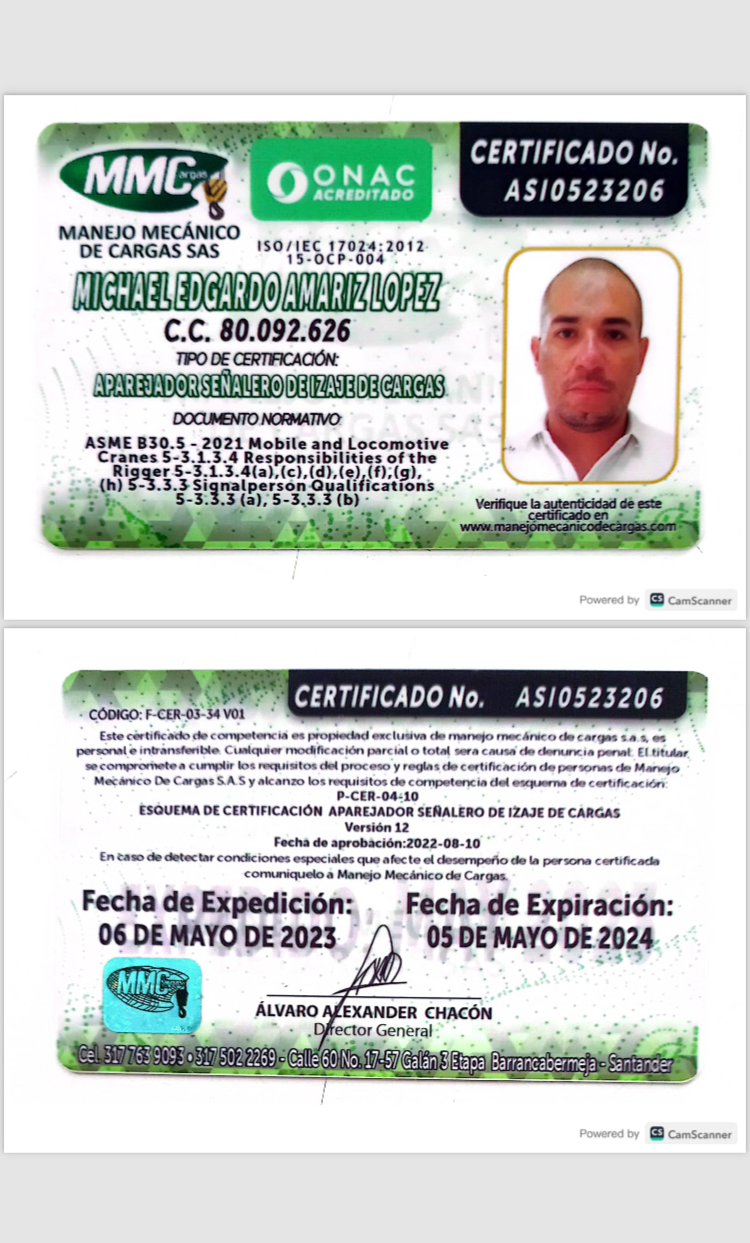 MMCargas
MANEJO MECÁNICO
DE CARGAS SAS
ONAC
ACREDITADO
ISO/IEC 17024:2012
15-OCP-004
CERTIFICADO No.
ASI0523206
MICHAEL EDGARDO AMARIZ LOPEZ
C.C. 80.092.626
TIPO DE CERTIFICACIÓN:
APAREJADOR SEÑALERO DE IZAJE DE CARGAS
DOCUMENTO NORMATIVO:
ASME B30.5 - 2021 Mobile and Locomotive
Cranes 5-3.1.3.4 Responsibilities of the
Rigger 5-3.1.3.4(a),(c),(d),(e),(f),(g),
(h) 5-3.3.3 Signalperson Qualifications
5-3.3.3 (a), 5-3.3.3 (b)
Verifique la autenticidad de este
certificado en
www.manejomecanicodecargas.com
Powered by CS CamScanner
CERTIFICADO No. ASI0523206
CÓDIGO: F-CER-03-34 V01
Este certificado de competencia es propiedad exclusiva de manejo mecánico de cargas s.a.s, es
personal e intransferible. Cualquier modificación parcial o total sera causa de denuncia penal. El titular
se compromete a cumplir los requisitos del proceso y reglas de certificación de personas de Manejo
Mecánico De Cargas S.A.S y alcanzo los requisitos de competencia del esquema de certificación:
P-CER-04-10
ESQUEMA DE CERTIFICACIÓN APAREJADOR SEÑALERO DE IZAJE DE CARGAS
Versión 12
Fecha de aprobación:2022-08-10
En caso de detectar condiciones especiales que afecte el desempeño de la persona certificada
comuniquelo a Manejo Mecánico de Cargas.
Fecha de Expedición: Fecha de Expiración:
06 DE MAYO DE 2023 05 DE MAYO DE 2024
MMCargas
ÁLVARO ALEXANDER CHACÓN
Director General
Cel. 317 763 9093 • 317 502 2269 - Calle 60 No. 17-57 Galán 3 Etapa Barrancabermeja - Santander
Powered by CS CamScanner